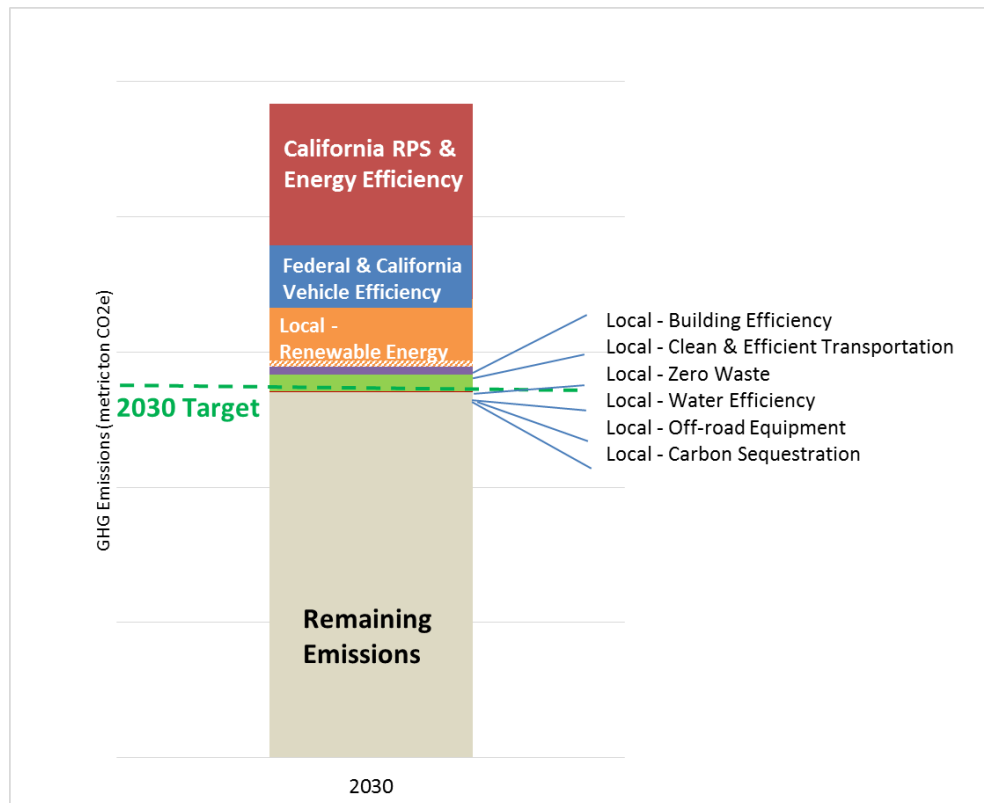 California RPS &
Energy Efficiency
Federal & California
Vehicle Efficiency
Local -
Renewable Energy
Local - Building Efficiency
Local - Clean & Efficient Transportation
Local - Zero Waste
Local - Water Efficiency
Local - Off-road Equipment
Local - Carbon Sequestration
2030 Target
GHG Emissions (metricton CO2e)
Remaining
Emissions
2030